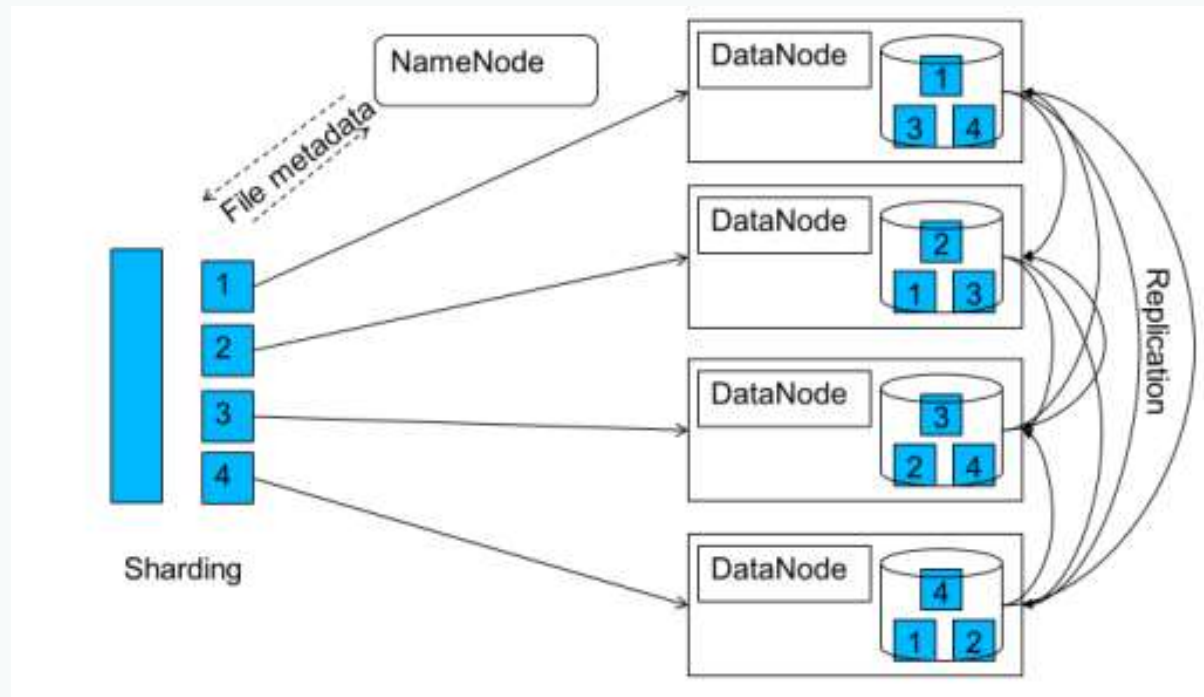 NameNode
File metadata
1
2
3
4
Sharding
DataNode
1
3 4
DataNode
2
1 3
DataNode
3
2 4
DataNode
4
1 2
Replication